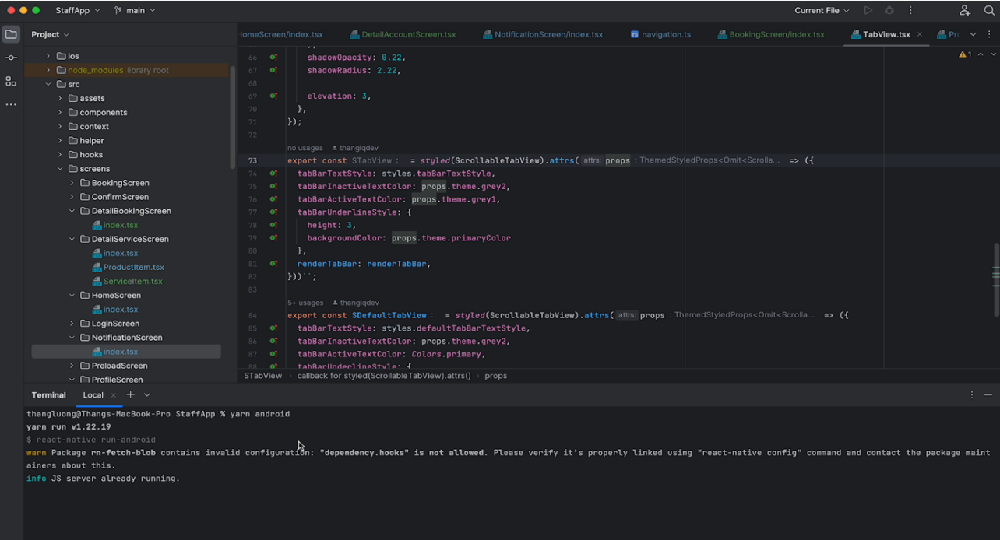 StaffApp
main
Current File
Project
HomeScreen/index.tsx
DetailAccountScreen.tsx
NotificationScreen/index.tsx
TS navigation.ts
BookingScreen/index.tsx
TabView.tsx
Pr
ios
node_modules library root
src
assets
components
context
helper
hooks
screens
BookingScreen
ConfirmScreen
DetailBookingScreen
index.tsx
DetailServiceScreen
index.tsx
ProductItem.tsx
ServiceItem.tsx
HomeScreen
index.tsx
LoginScreen
NotificationScreen
index.tsx
PreloadScreen
ProfileScreen
1
66 shadowOpacity: 0.22,
67 shadowRadius: 2.22,
68
69 elevation: 3,
70 },
71 });
72
no usages thanglqdev
73 export const STabView : = styled(ScrollableTabView).attrs( attrs: props : ThemedStyledProps<Omit<Scrolla... => ({
74 tabBarTextStyle: styles.tabBarTextStyle,
75 tabBarInactiveTextColor: props.theme.grey2,
76 tabBarActiveTextColor: props.theme.grey1,
77 tabBarUnderlineStyle: {
78 height: 3,
79 backgroundColor: props.theme.primaryColor
80 },
81 renderTabBar: renderTabBar,
82 }))``;
83
5+ usages thanglqdev
84 export const SDefaultTabView : = styled(ScrollableTabView).attrs( attrs: props : ThemedStyledProps<Omit<Scrolla... => ({
85 tabBarTextStyle: styles.defaultTabBarTextStyle,
86 tabBarInactiveTextColor: props.theme.grey2,
87 tabBarActiveTextColor: Colors.primary,
88 tabBarUnderlineStyle: {
STabView › callback for styled(ScrollableTabView).attrs() › props
Terminal
Local
thangluong@Thangs-MacBook-Pro StaffApp % yarn android
yarn run v1.22.19
$ react-native run-android
warn Package rn-fetch-blob contains invalid configuration: "dependency.hooks" is not allowed. Please verify it's properly linked using "react-native config" command and contact the package maint
ainers about this.
info JS server already running.